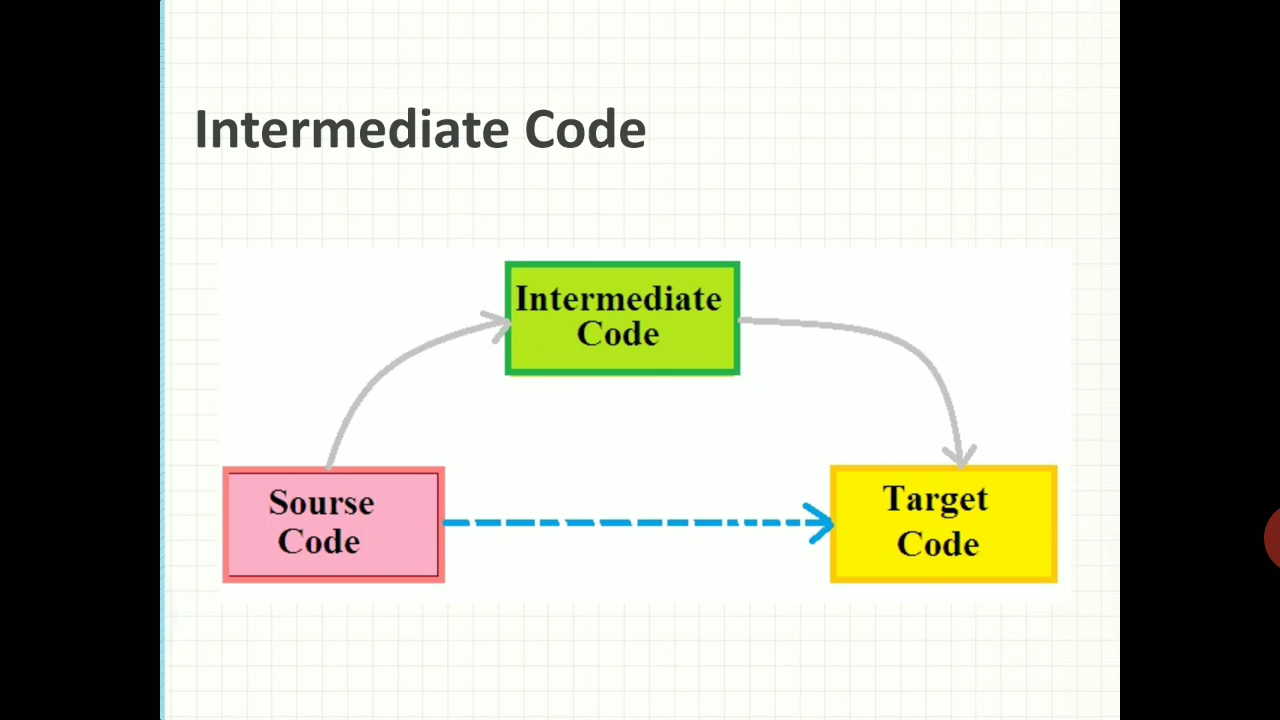 Intermediate Code
Intermediate
Code
Sourse
Code
Target
Code